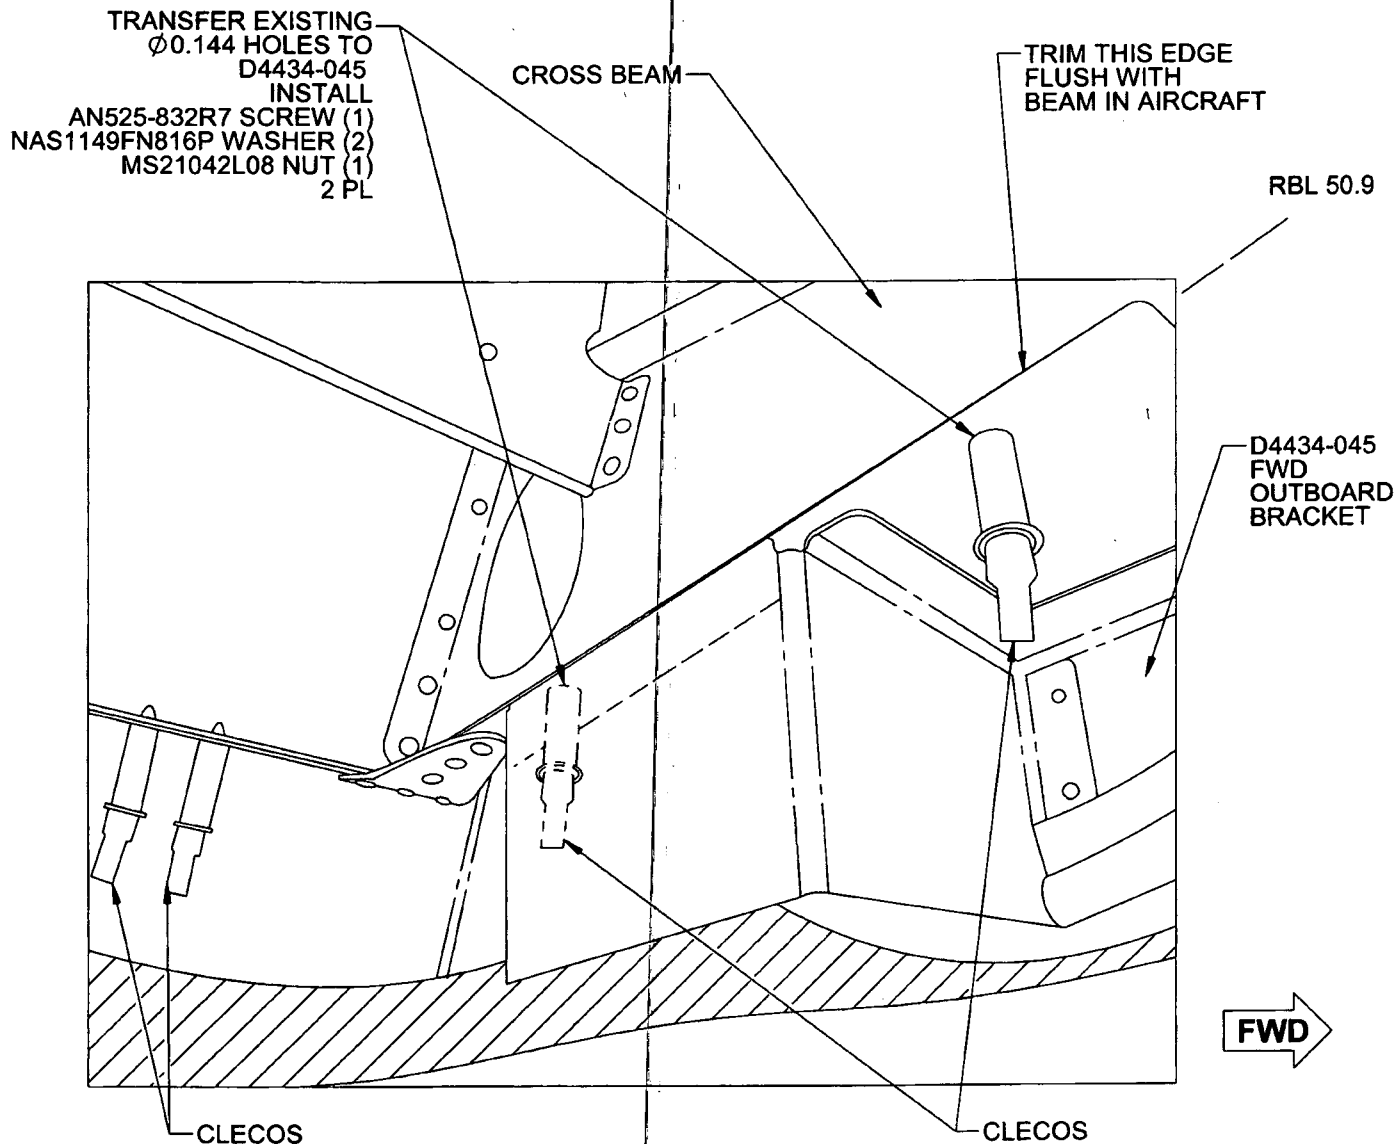 TRANSFER EXISTING
Ø0.144 HOLES TO
D4434-045
INSTALL
AN525-832R7 SCREW (1)
NAS1149FN816P WASHER (2)
MS21042L08 NUT (1)
2 PL
CROSS BEAM
TRIM THIS EDGE
FLUSH WITH
BEAM IN AIRCRAFT
RBL 50.9
D4434-045
FWD
OUTBOARD
BRACKET
FWD
CLECOS
CLECOS